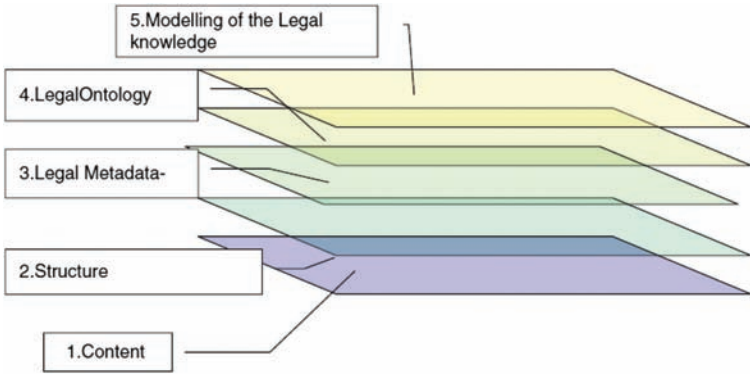 5.Modelling of the Legal
knowledge
4.LegalOntology
3.Legal Metadata-
2.Structure
1.Content